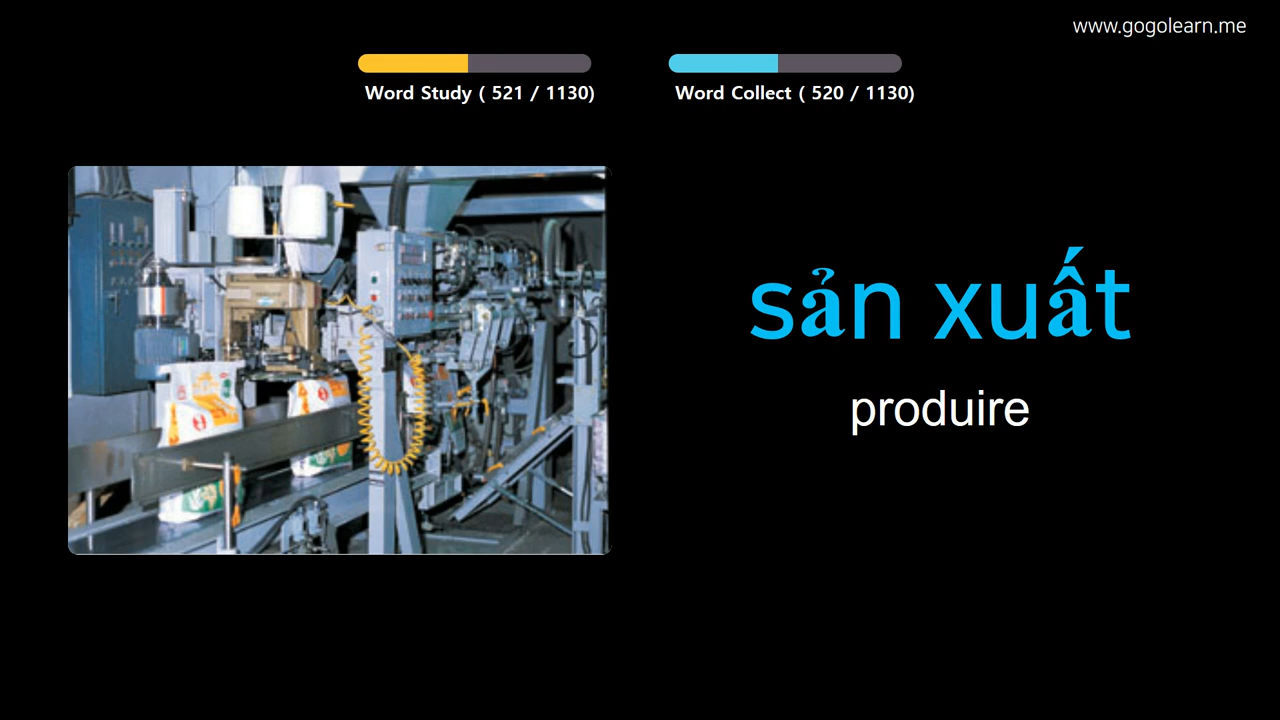 www.gogolearn.me
Word Study ( 521 / 1130)
Word Collect ( 520 / 1130)
sản xuất
produire